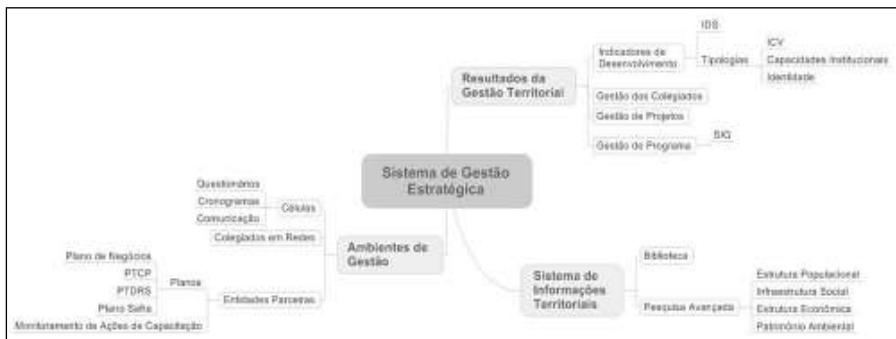 Sistema de Gestão
Estratégica
Resultados da
Gestão Territorial
Indicadores de
Desenvolvimento
IDS
Tipologias
ICV
Capacidades Institucionais
Identidade
Gestão dos Colegiados
Gestão de Projetos
Gestão do Programa
SIG
Ambientes de
Gestão
Células
Questionários
Cronogramas
Comunicação
Colegiados em Redes
Entidades Parceiras
Planos
Plano de Negócios
PTCP
PTDRS
Plano Safra
Monitoramento de Ações de Capacitação
Sistema de
Informações
Territoriais
Biblioteca
Pesquisa Avançada
Estrutura Populacional
Infraestrutura Social
Estrutura Econômica
Patrimônio Ambiental